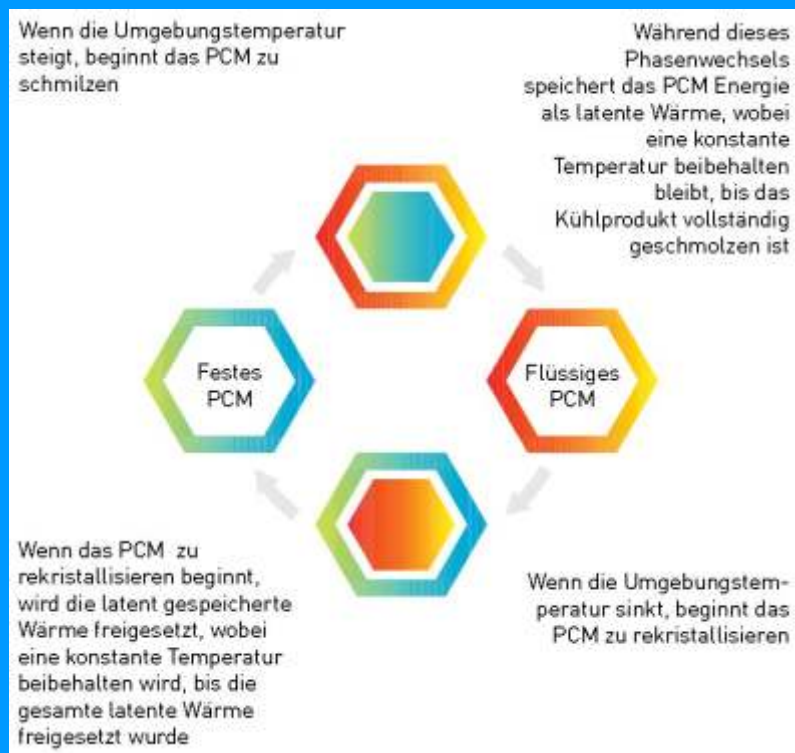 Wenn die Umgebungstemperatur
steigt, beginnt das PCM zu
schmilzen
Während dieses
Phasenwechsels
speichert das PCM Energie
als latente Wärme, wobei
eine konstante
Temperatur beibehalten
bleibt, bis das
Kühlprodukt vollständig
geschmolzen ist
Festes
PCM
Flüssiges
PCM
Wenn das PCM zu
rekristallisieren beginnt,
wird die latent gespeicherte
Wärme freigesetzt, wobei
eine konstante Temperatur
beibehalten wird, bis die
gesamte latente Wärme
freigesetzt wurde
Wenn die Umgebungstem-
peratur sinkt, beginnt das
PCM zu rekristallisieren